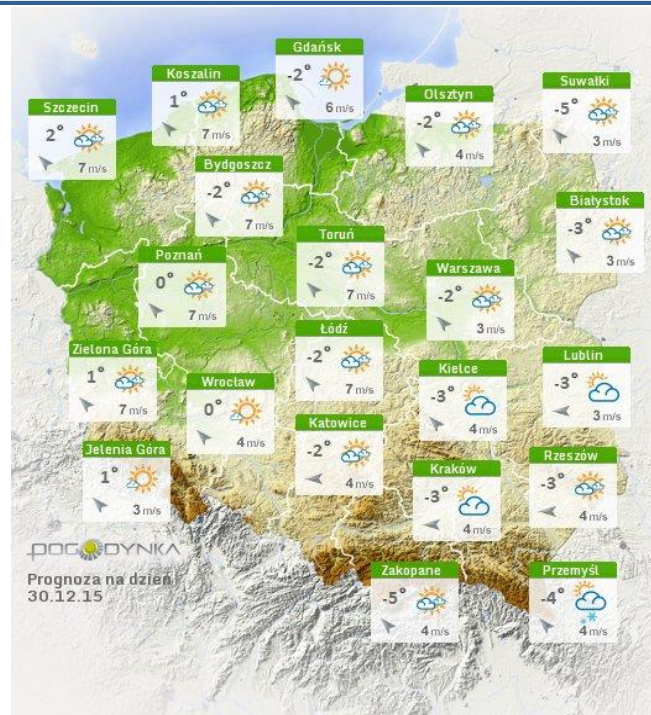 Gdańsk
-2°
6 m/s
Koszalin
1°
7 m/s
Suwałki
-5°
3 m/s
Olsztyn
-2°
4 m/s
Szczecin
2°
7 m/s
Bydgoszcz
-2°
7 m/s
Białystok
-3°
3 m/s
Toruń
-2°
7 m/s
Poznań
0°
7 m/s
Warszawa
-2°
3 m/s
Łódź
-2°
7 m/s
Zielona Góra
1°
7 m/s
Lublin
-3°
3 m/s
Kielce
-3°
4 m/s
Wrocław
0°
4 m/s
Katowice
-2°
4 m/s
Jelenia Góra
1°
3 m/s
Rzeszów
-3°
4 m/s
Kraków
-3°
4 m/s
POGODYNKA
Prognoza na dzień
30.12.15
Zakopane
-5°
4 m/s
Przemyśl
-4°
4 m/s